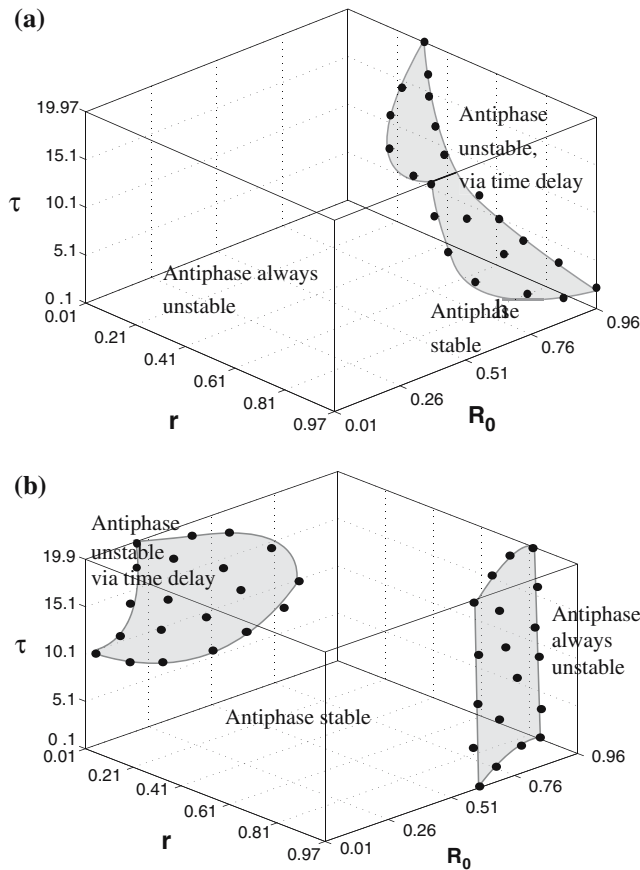 (a)
19.97
15.1
10.1
5.1
0.1
τ
0.01
0.21
0.41
0.61
0.81
0.97
r
0.01
0.26
0.51
0.76
0.96
R0
Antiphase
unstable,
via time delay
Antiphase always
unstable
Antiphase
stable
h
(b)
19.9
15.1
10.1
5.1
0.1
τ
0.01
0.21
0.41
0.61
0.81
0.97
r
0.01
0.26
0.51
0.76
0.96
R0
Antiphase
unstable
via time delay
Antiphase stable
Antiphase
always
unstable